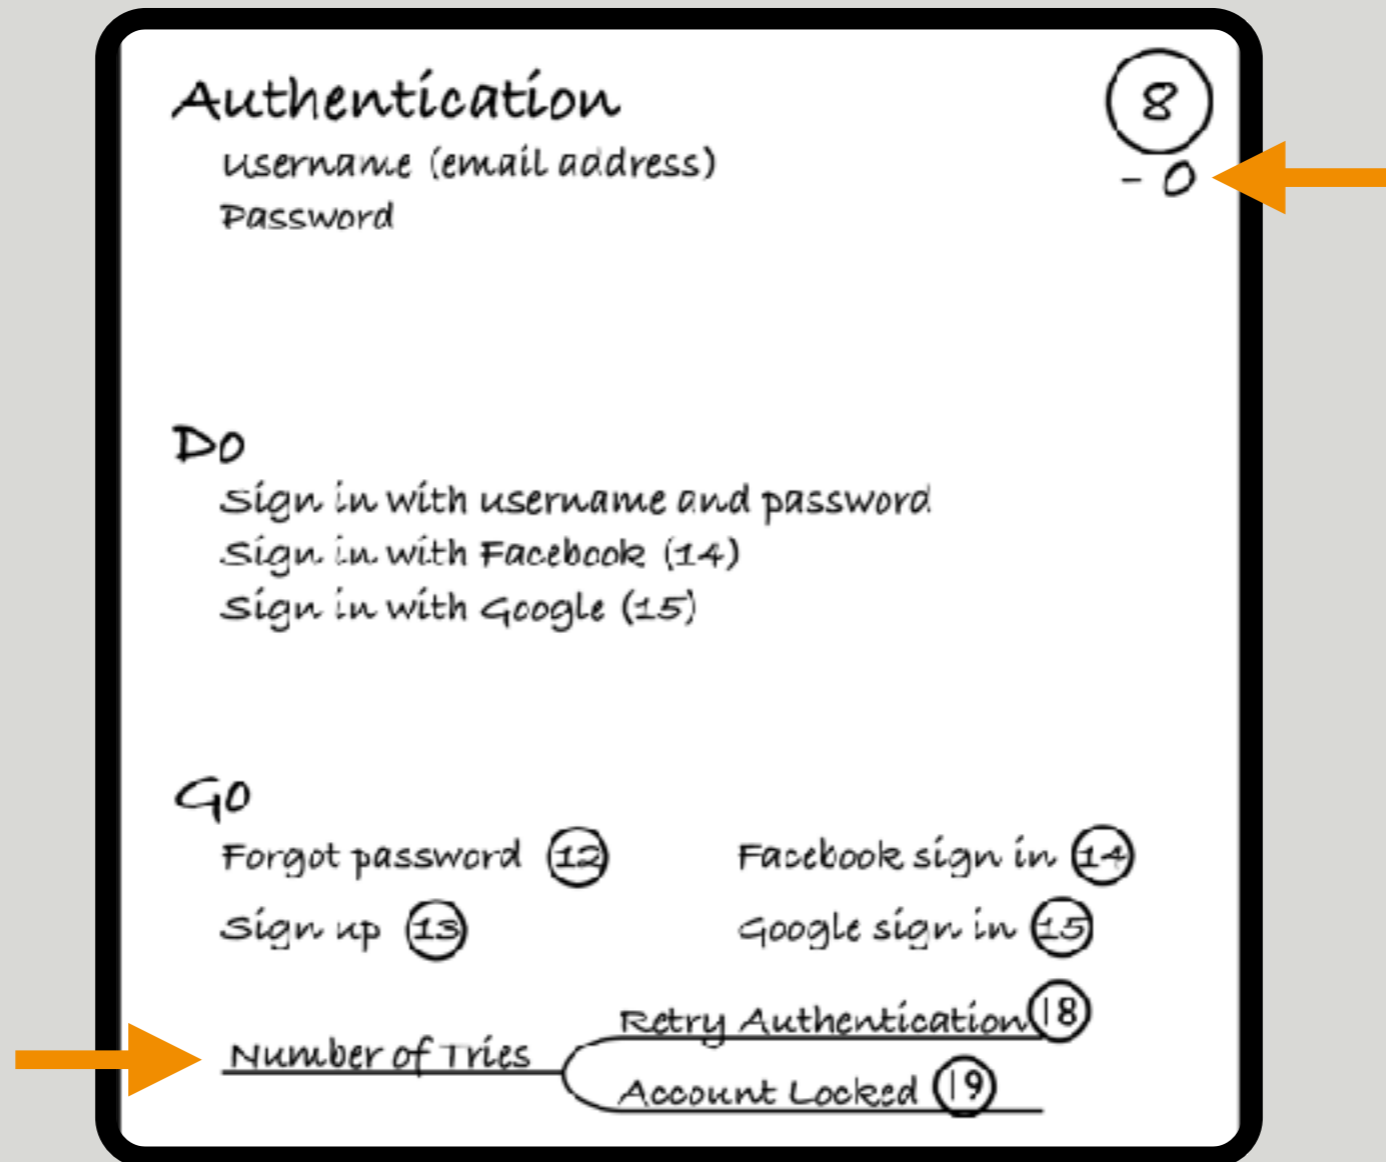 Authentication
8
Username (email address)
- 0
Password
Do
Sign in with username and password
Sign in with Facebook (14)
Sign in with Google (15)
Go
Forgot password 12
Facebook sign in 14
Sign up 13
Google sign in 15
Number of Tries
Retry Authentication 18
Account Locked 19